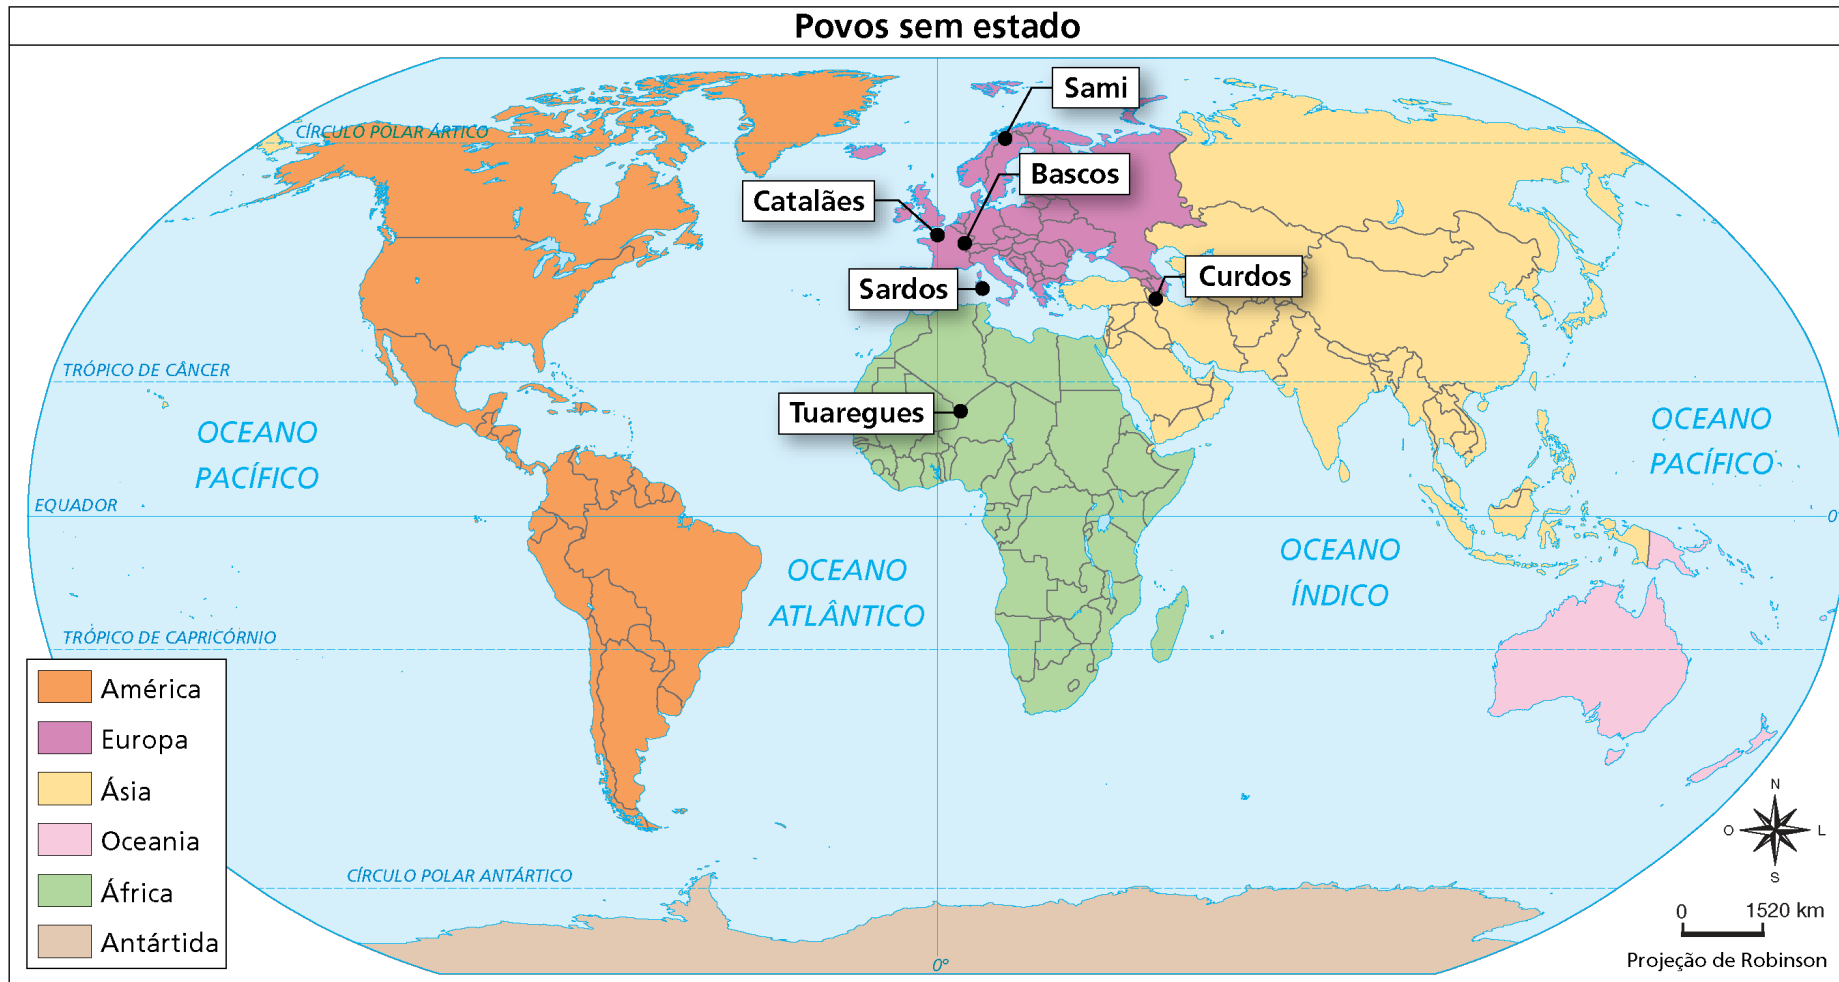 Povos sem estado
Sami
CÍRCULO POLAR ÁRTICO
Bascos
Catalães
Curdos
Sardos
TRÓPICO DE CÂNCER
Tuaregues
OCEANO
PACÍFICO
OCEANO
PACÍFICO
EQUADOR
0°
OCEANO
ATLÂNTICO
OCEANO
ÍNDICO
TRÓPICO DE CAPRICÓRNIO
América
Europa
Ásia
Oceania
África
Antártida
CÍRCULO POLAR ANTÁRTICO
0°
N
O
L
S
0 1520 km
Projeção de Robinson